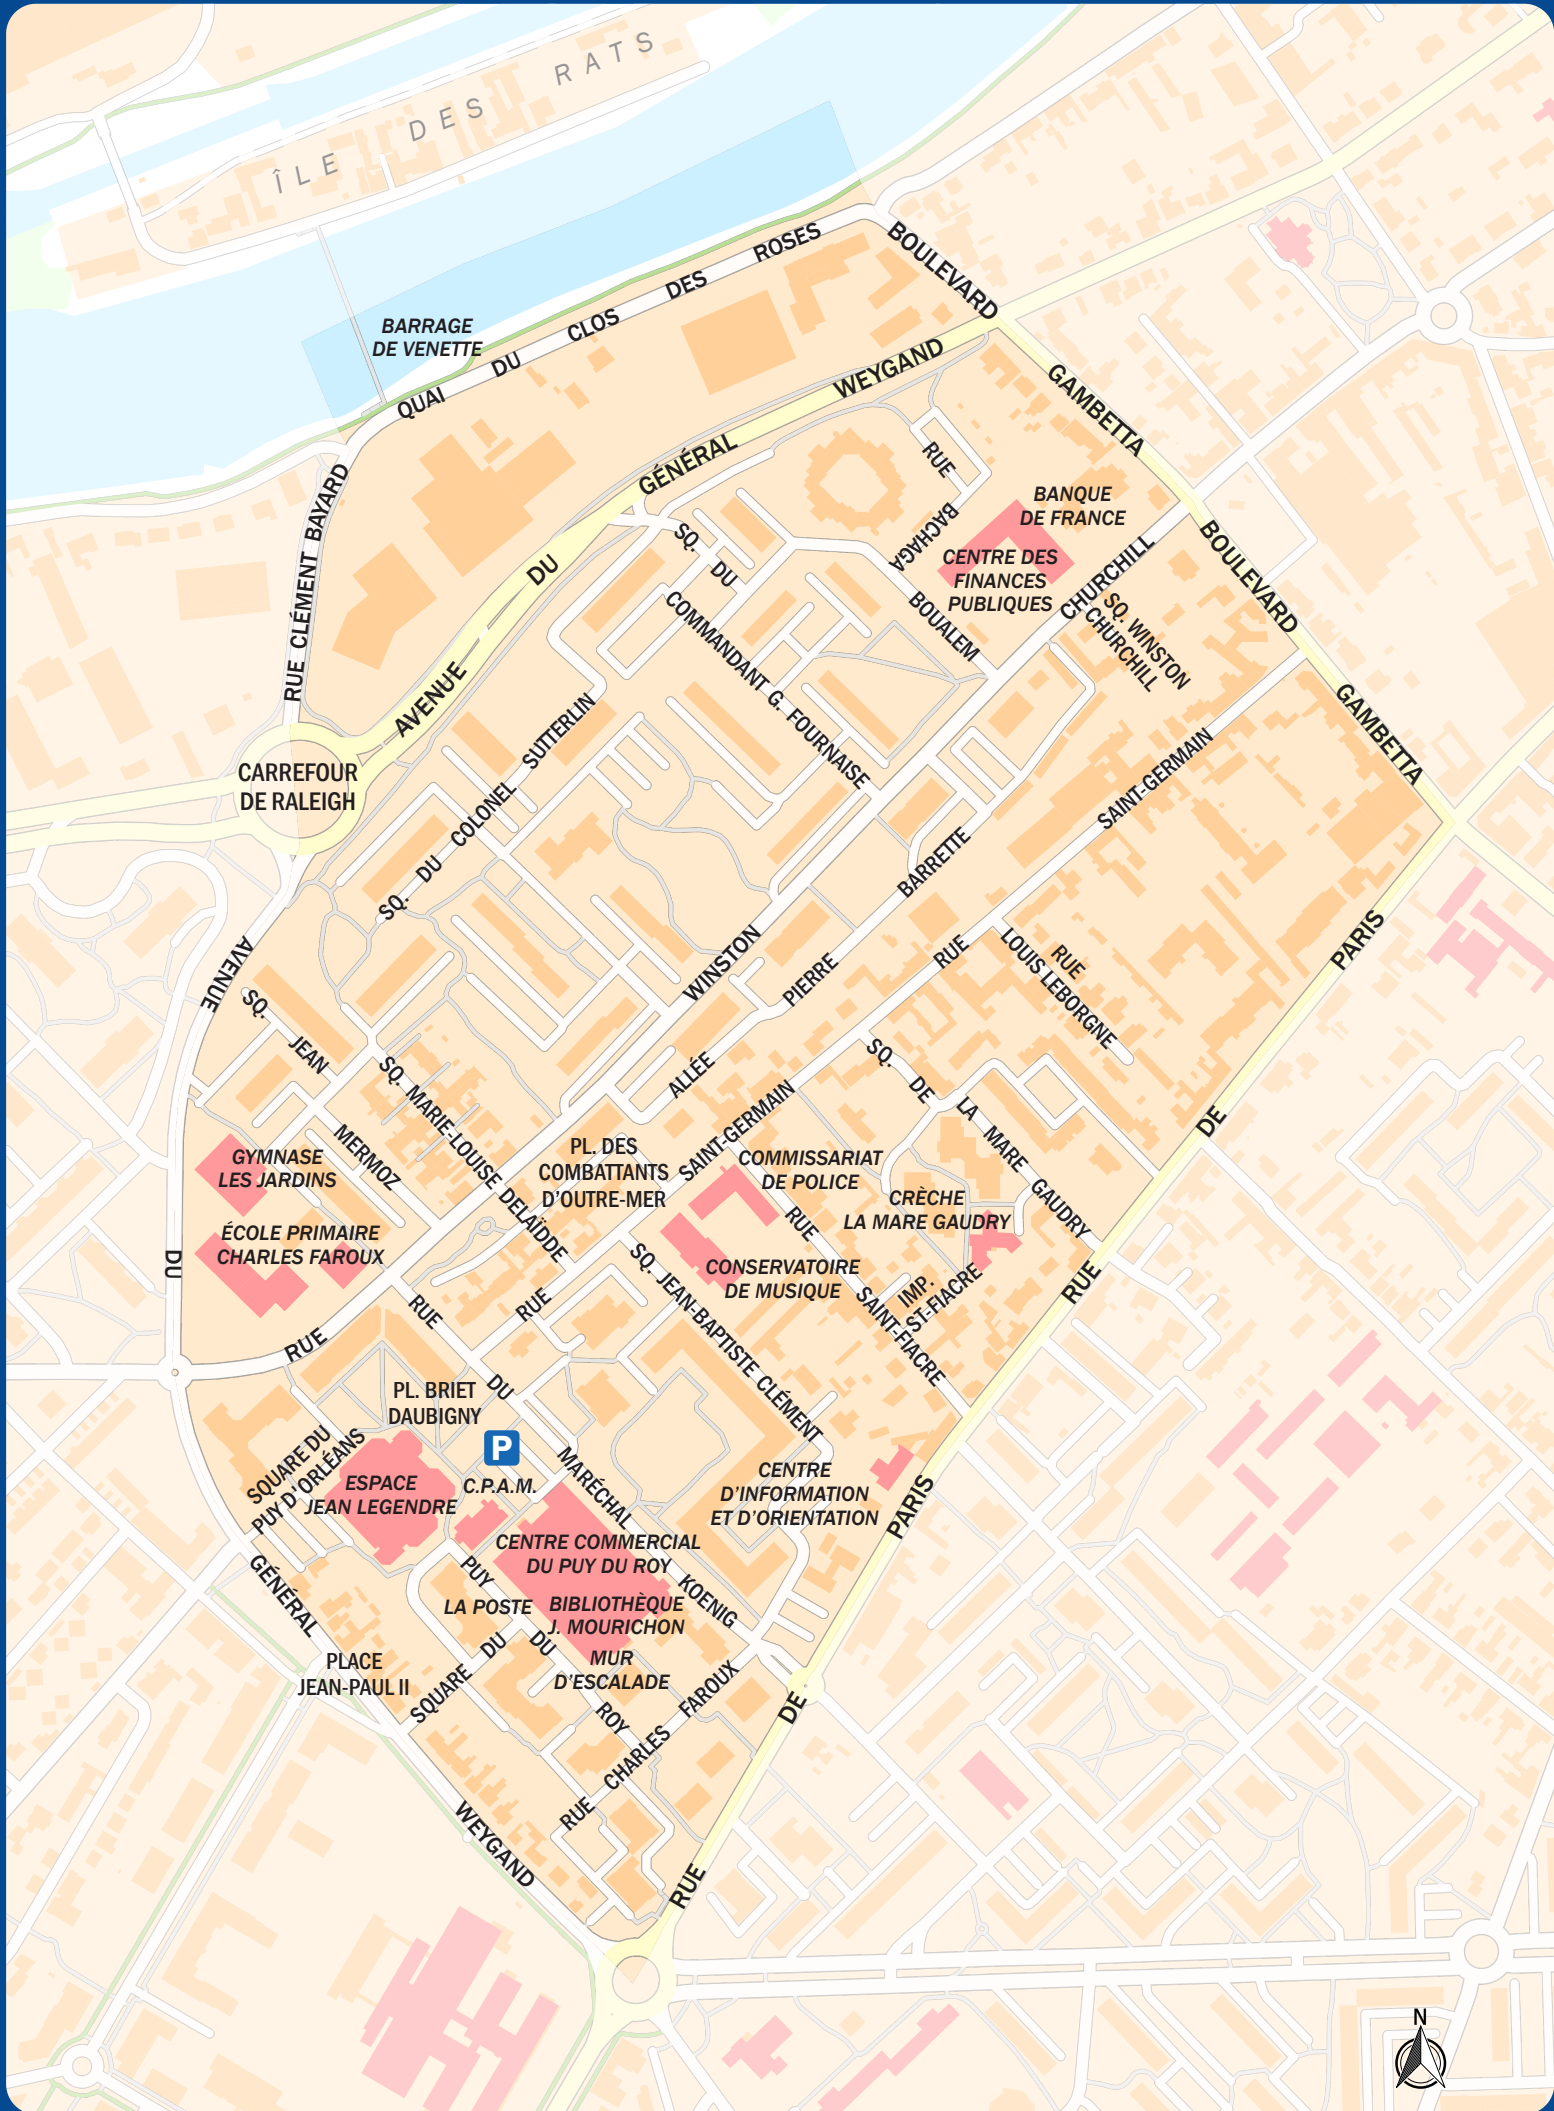 ÎLE DES RATS
BARRAGE
DE VENETTE
QUAI DU CLOS DES ROSES
BOULEVARD GAMBETTA
BOULEVARD GAMBETTA
AVENUE DU GÉNÉRAL WEYGAND
RUE CLÉMENT BAYARD
CARREFOUR
DE RALEIGH
RUE BACHAGA BOUALEM
BANQUE
DE FRANCE
CENTRE DES
FINANCES
PUBLIQUES
SQ. WINSTON
CHURCHILL
SQ. DU COMMANDANT G. FOURNAISE
SQ. DU COLONEL SUTTERLIN
RUE WINSTON CHURCHILL
ALLÉE PIERRE BARRETTE
RUE SAINT-GERMAIN RUE SAINT-GERMAIN
RUE
LOUIS LEBORGNE
RUE DE PARIS
RUE DE PARIS
AVENUE DU GÉNÉRAL WEYGAND
SQ. JEAN MERMOZ
SQ. MARIE-LOUISE DELAÏDDE
SQ. DE LA MARE GAUDRY
GYMNASE
LES JARDINS
ÉCOLE PRIMAIRE
CHARLES FAROUX
PL. DES
COMBATTANTS
D'OUTRE-MER
COMMISSARIAT
DE POLICE
CRÈCHE
LA MARE GAUDRY
CONSERVATOIRE
DE MUSIQUE
RUE SAINT-FIACRE
IMP.
ST-FIACRE
SQ. JEAN-BAPTISTE CLÉMENT
RUE DU MARÉCHAL KOENIG
PL. BRIET
DAUBIGNY
P
C.P.A.M.
SQUARE DU
PUY D'ORLÉANS
ESPACE
JEAN LEGENDRE
CENTRE
D'INFORMATION
ET D'ORIENTATION
CENTRE COMMERCIAL
DU PUY DU ROY
LA POSTE
BIBLIOTHÈQUE
J. MOURICHON
MUR
D'ESCALADE
SQUARE DU PUY DU ROY
PLACE
JEAN-PAUL II
RUE CHARLES FAROUX
N